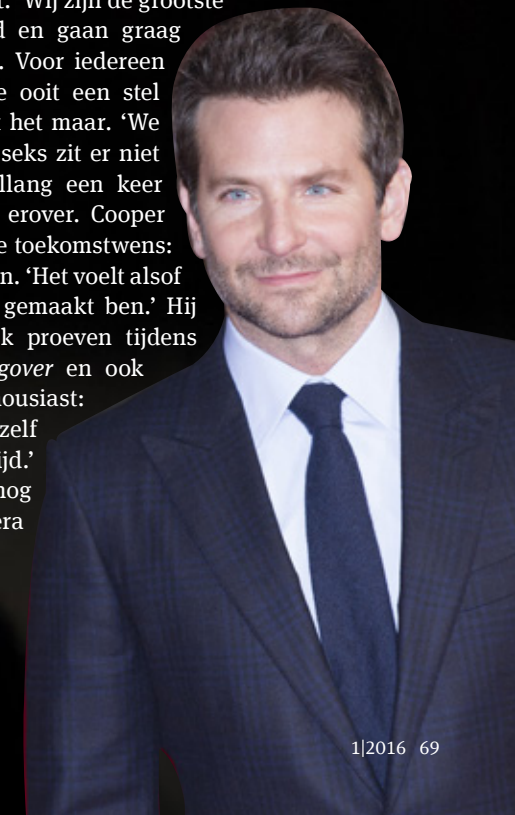 Wij zijn de grootste
en gaan graag
. Voor iedereen
ooit een stel
het maar. ‘We
seks zit er niet
een keer
erover. Cooper
toekomstwens:
n. ‘Het voelt alsof
gemaakt ben.’ Hij
k proeven tijdens
gover en ook
housiast:
zelf
ijd.’
nog
era
1|2016 69